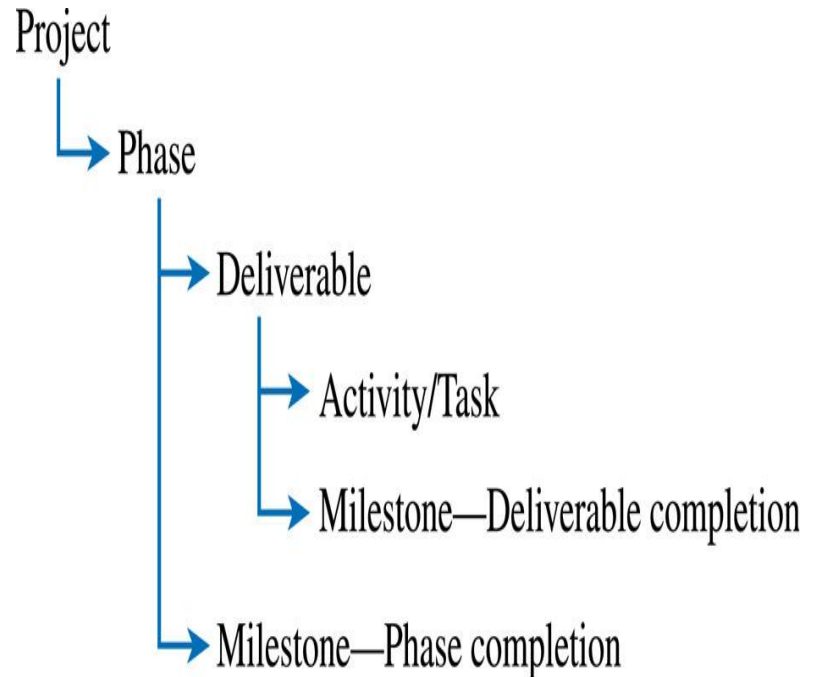 Project
Phase
Deliverable
Activity/Task
Milestone—Deliverable completion
Milestone—Phase completion